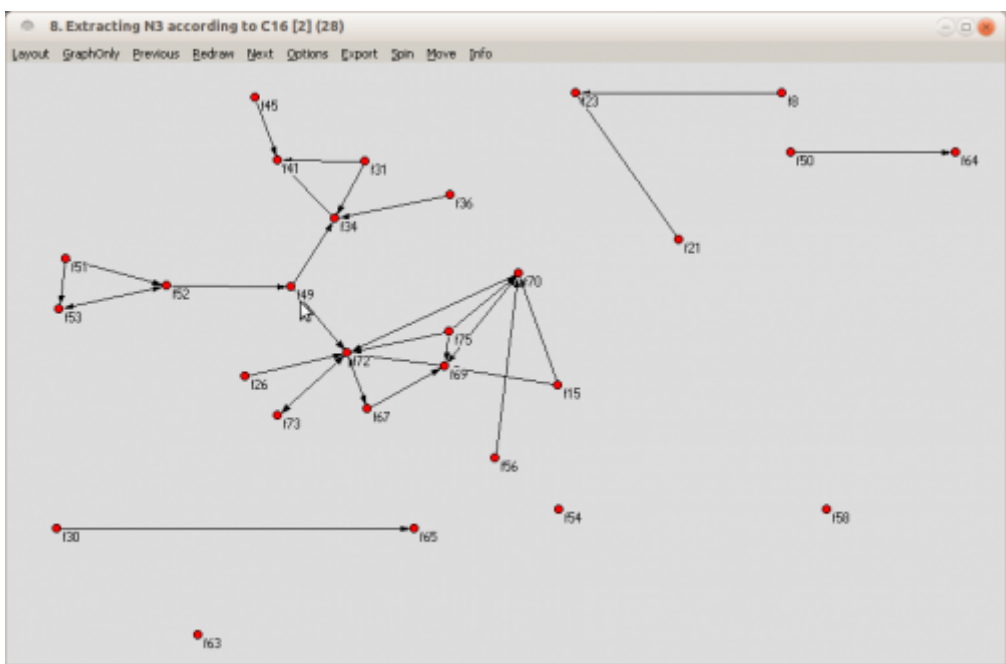 8. Extracting N3 according to C16 [2] (28)
Layout GraphOnly Previous Redraw Next Options Export Spin Move Info
f45
f23
f8
f41
f31
f50
f64
f36
f34
f21
f51
f52
f49
f70
f53
f75
f72
f69
f26
f15
f73
f67
f56
f54
f58
f30
f65
f63